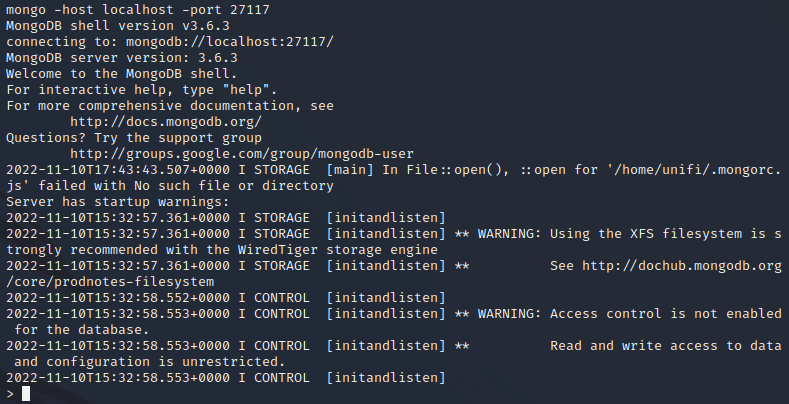 mongo -host localhost -port 27117
MongoDB shell version v3.6.3
connecting to: mongodb://localhost:27117/
MongoDB server version: 3.6.3
Welcome to the MongoDB shell.
For interactive help, type "help".
For more comprehensive documentation, see
        http://docs.mongodb.org/
Questions? Try the support group
        http://groups.google.com/group/mongodb-user
2022-11-10T17:43:43.507+0000 I STORAGE  [main] In File::open(), ::open for '/home/unifi/.mongorc.
js' failed with No such file or directory
Server has startup warnings:
2022-11-10T15:32:57.361+0000 I STORAGE  [initandlisten]
2022-11-10T15:32:57.361+0000 I STORAGE  [initandlisten] ** WARNING: Using the XFS filesystem is s
trongly recommended with the WiredTiger storage engine
2022-11-10T15:32:57.361+0000 I STORAGE  [initandlisten] **          See http://dochub.mongodb.org
/core/prodnotes-filesystem
2022-11-10T15:32:58.552+0000 I CONTROL  [initandlisten]
2022-11-10T15:32:58.553+0000 I CONTROL  [initandlisten] ** WARNING: Access control is not enabled
 for the database.
2022-11-10T15:32:58.553+0000 I CONTROL  [initandlisten] **          Read and write access to data
and configuration is unrestricted.
2022-11-10T15:32:58.553+0000 I CONTROL  [initandlisten]
>